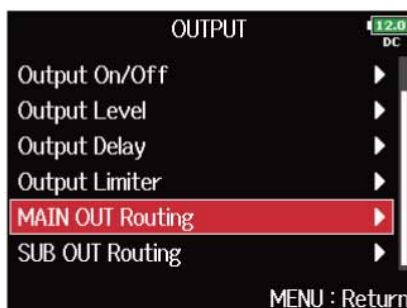 OUTPUT
12.0
DC
Output On/Off
Output Level
Output Delay
Output Limiter
MAIN OUT Routing
SUB OUT Routing
MENU : Return